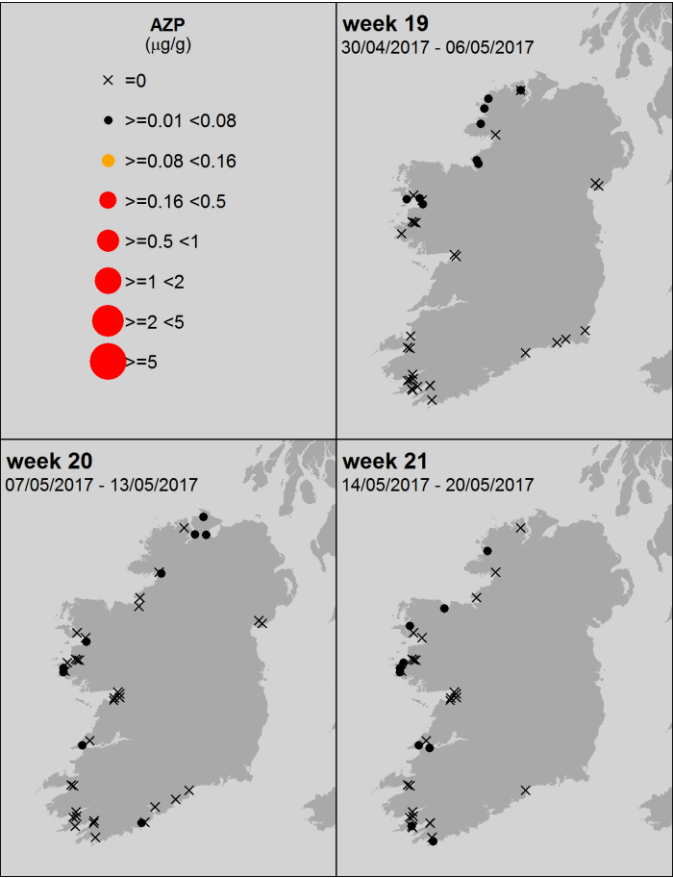 AZP
(µg/g)
=0
>=0.01 <0.08
>=0.08 <0.16
>=0.16 <0.5
>=0.5 <1
>=1 <2
>=2 <5
>=5
week 19
30/04/2017 - 06/05/2017
week 20
07/05/2017 - 13/05/2017
week 21
14/05/2017 - 20/05/2017